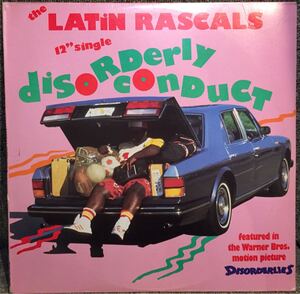 the LATiN RASCALS
12" single
disORDerly
conDuCT
featured in
the Warner Bros.
motion picture
DISORDERLIES